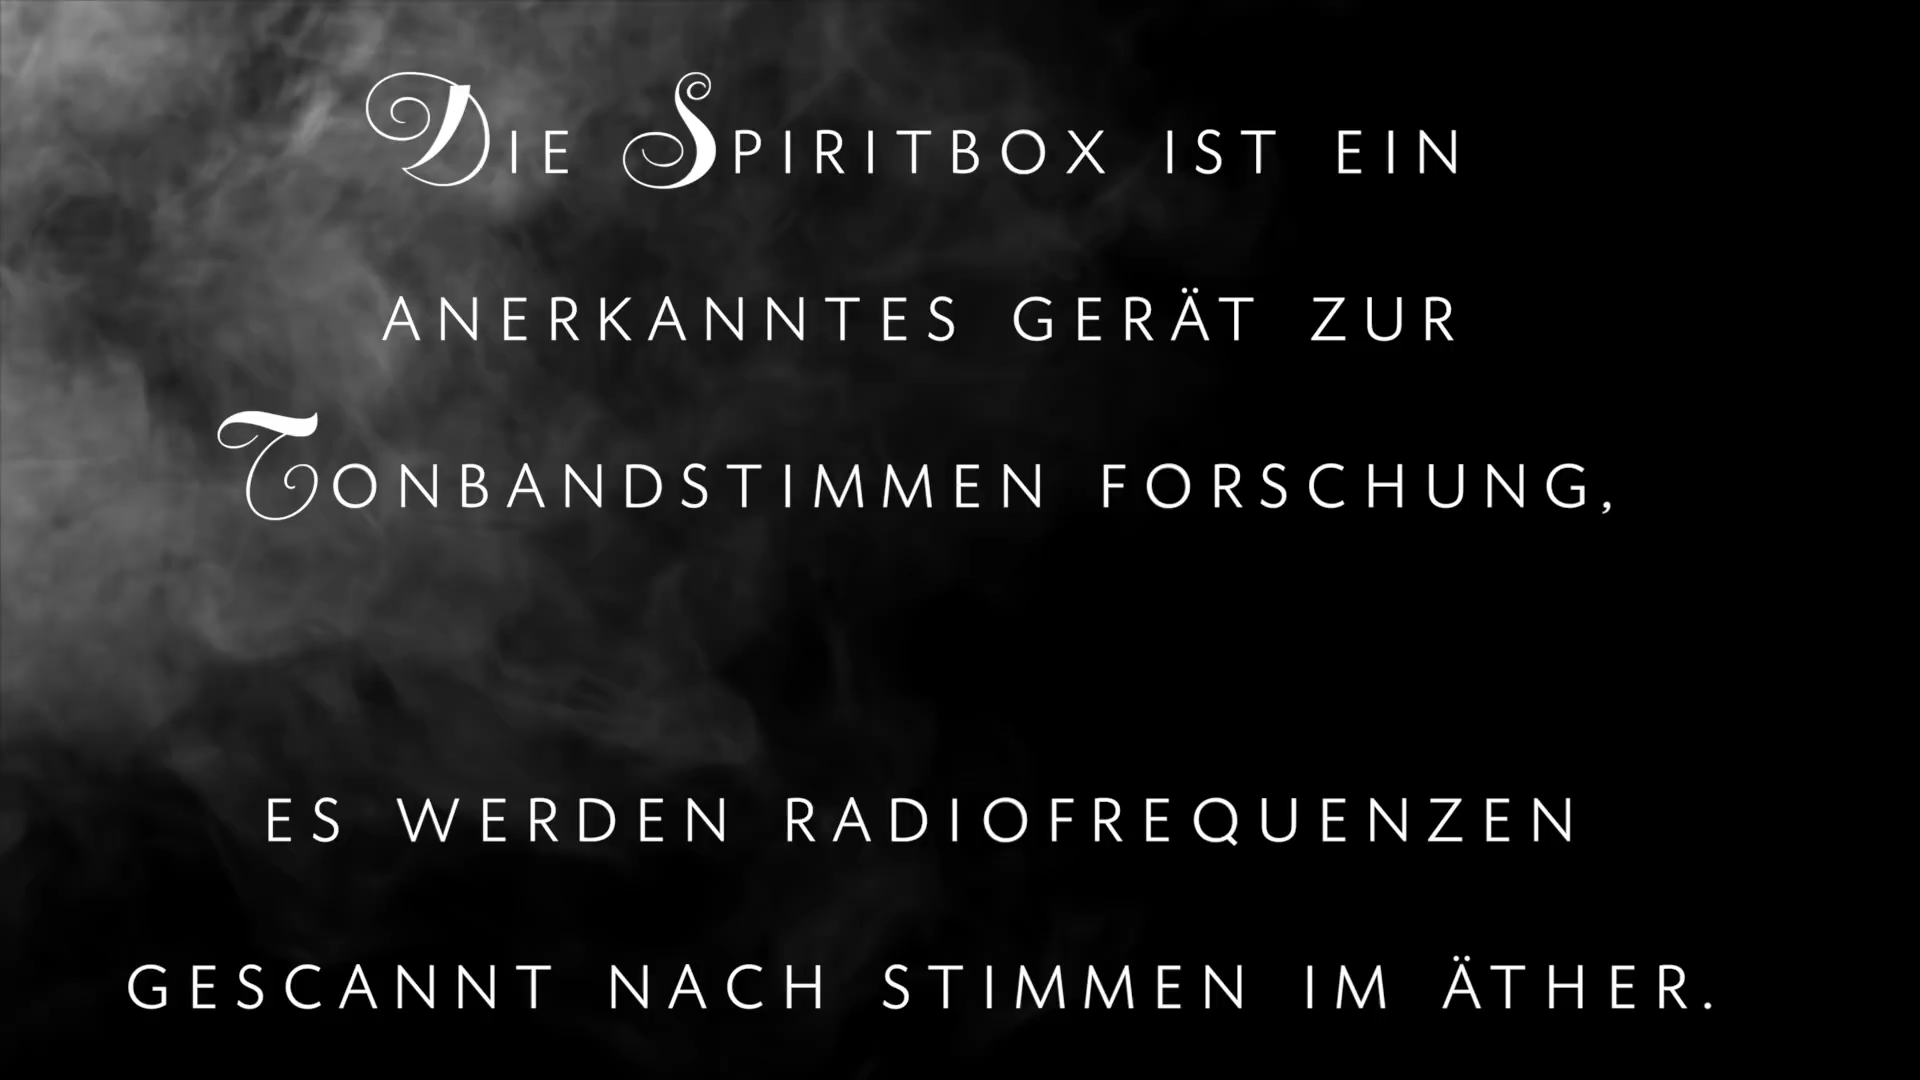 Die Spiritbox ist ein
anerkanntes Gerät zur
Tonbandstimmen Forschung,
es werden Radiofrequenzen
gescannt nach Stimmen im Äther.